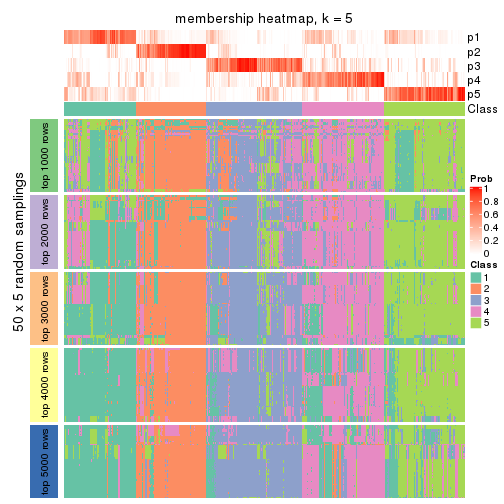 membership heatmap, k = 5
p1
p2
p3
p4
p5
Class
50 x 5 random samplings
top 1000 rows
top 2000 rows
top 3000 rows
top 4000 rows
top 5000 rows
Prob
1
0.8
0.6
0.4
0.2
0
Class
1
2
3
4
5